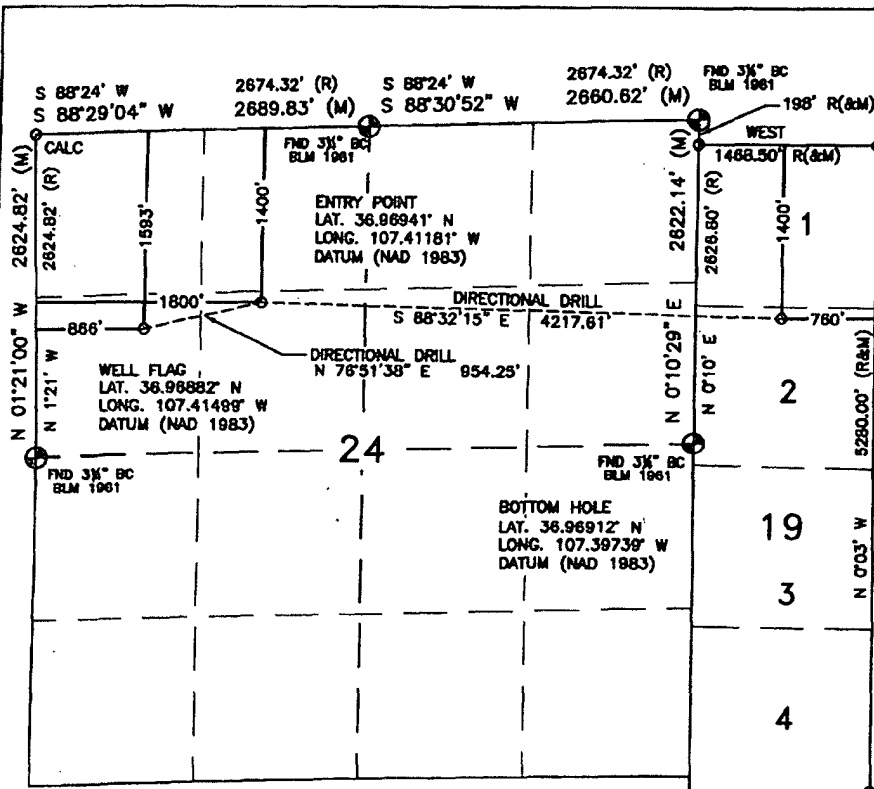 S 88°24' W
2674.32' (R)
S 88°24' W
2674.32' (R)
FND 3¼" BC
BLM 1961
S 88°29'04" W
2689.83' (M)
S 88°30'52" W
2660.62' (M)
198' R(&M)
CALC
FND 3¼" BC
BLM 1961
WEST
1466.50' R(&M)
N 01°21'00" W 2624.82' (M)
N 1°21' W 2624.82' (R)
1593'
1400'
ENTRY POINT
LAT. 36.96941° N
LONG. 107.41181° W
DATUM (NAD 1983)
N 0°10'29" E 2622.14' (M)
N 0°10' E 2626.80' (R)
1400'
1
1800'
DIRECTIONAL DRILL
S 88°32'15" E 4217.61'
760'
866'
DIRECTIONAL DRILL
N 76°51'38" E 954.25'
WELL FLAG
LAT. 36.96882° N
LONG. 107.41499° W
DATUM (NAD 1983)
2
N 0°03' W 5280.00' (R&M)
24
FND 3¼" BC
BLM 1961
FND 3¼" BC
BLM 1961
BOTTOM HOLE
LAT. 36.96912° N
LONG. 107.39739° W
DATUM (NAD 1983)
19
3
4